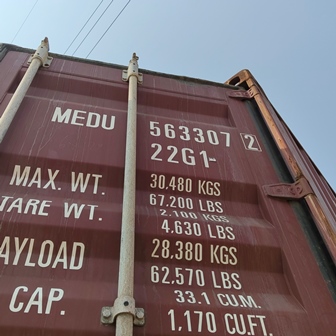 MEDU 563307 2
22G1-
MAX. WT. 30.480 KGS
67.200 LBS
TARE WT. 2.100 KGS
4.630 LBS
AYLOAD 28,380 KGS
62,570 LBS
CAP. 33.1 CU.M.
1,170 CU.FT.